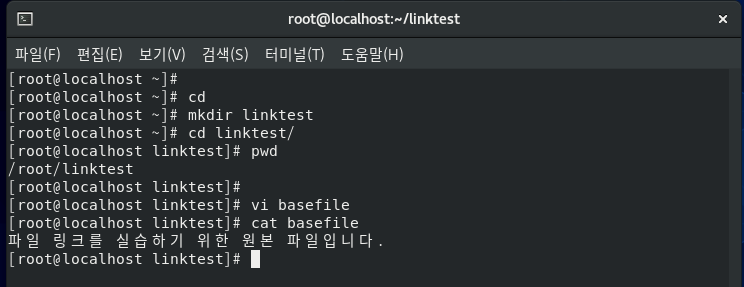 root@localhost:~/linktest
파일(F) 편집(E) 보기(V) 검색(S) 터미널(T) 도움말(H)
[root@localhost ~]#
[root@localhost ~]# cd
[root@localhost ~]# mkdir linktest
[root@localhost ~]# cd linktest/
[root@localhost linktest]# pwd
/root/linktest
[root@localhost linktest]#
[root@localhost linktest]# vi basefile
[root@localhost linktest]# cat basefile
파일 링크를 실습하기 위한 원본 파일입니다.
[root@localhost linktest]#